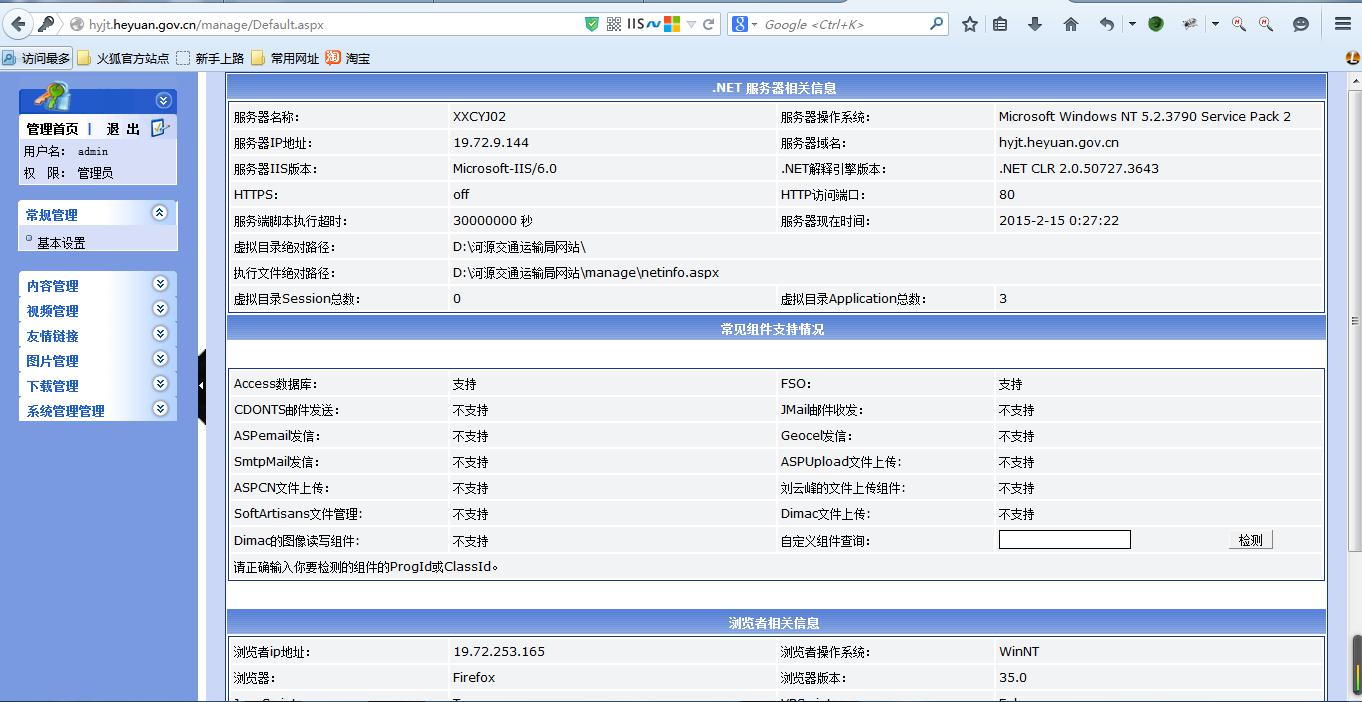 hyjt.heyuan.gov.cn/manage/Default.aspx
IIS
Google <Ctrl+K>
访问最多 火狐官方站点 新手上路 常用网址 淘 淘宝
管理首页 | 退 出
用户名: admin
权 限: 管理员
常规管理
基本设置
内容管理
视频管理
友情链接
图片管理
下载管理
系统管理管理
.NET 服务器相关信息
服务器名称: XXCYJ02 服务器操作系统: Microsoft Windows NT 5.2.3790 Service Pack 2
服务器IP地址: 19.72.9.144 服务器域名: hyjt.heyuan.gov.cn
服务器IIS版本: Microsoft-IIS/6.0 .NET解释引擎版本: .NET CLR 2.0.50727.3643
HTTPS: off HTTP访问端口: 80
服务端脚本执行超时: 30000000 秒 服务器现在时间: 2015-2-15 0:27:22
虚拟目录绝对路径: D:\河源交通运输局网站\
执行文件绝对路径: D:\河源交通运输局网站\manage\netinfo.aspx
虚拟目录Session总数: 0 虚拟目录Application总数: 3
常见组件支持情况
Access数据库: 支持 FSO: 支持
CDONTS邮件发送: 不支持 JMail邮件收发: 不支持
ASPemail发信: 不支持 Geocel发信: 不支持
SmtpMail发信: 不支持 ASPUpload文件上传: 不支持
ASPCN文件上传: 不支持 刘云峰的文件上传组件: 不支持
SoftArtisans文件管理: 不支持 Dimac文件上传: 不支持
Dimac的图像读写组件: 不支持 自定义组件查询: 检测
请正确输入你要检测的组件的ProgId或ClassId。
浏览者相关信息
浏览者ip地址: 19.72.253.165 浏览者操作系统: WinNT
浏览器: Firefox 浏览器版本: 35.0